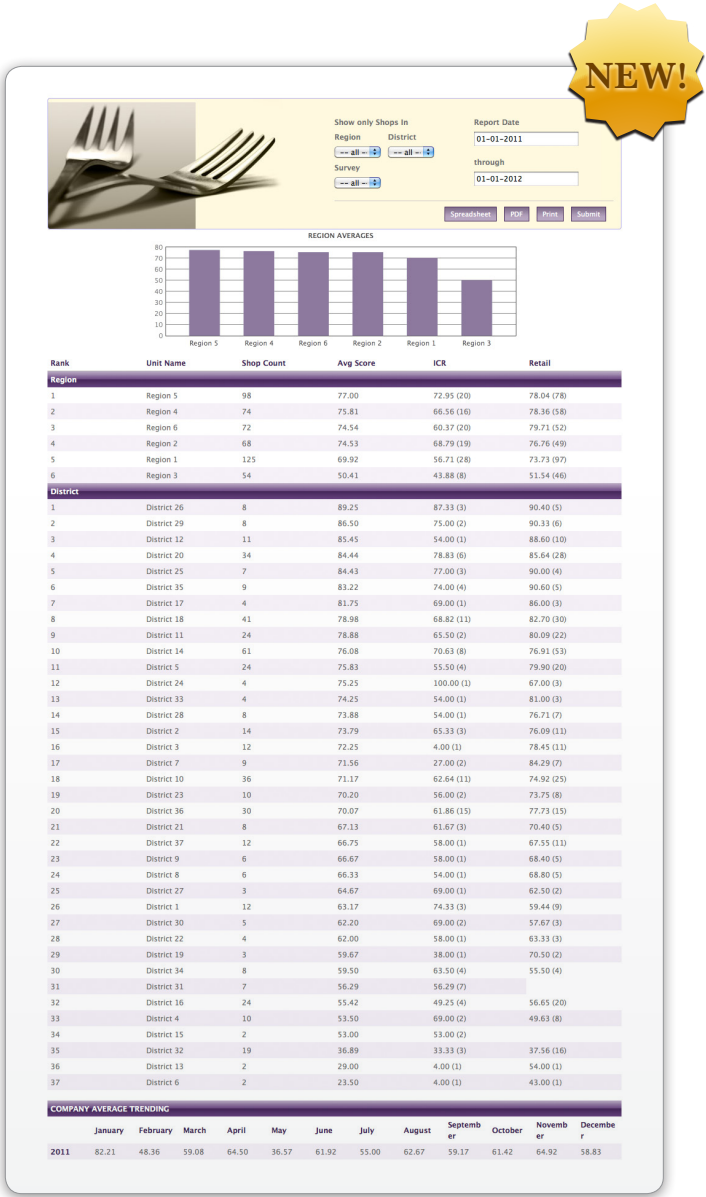 NEW!
Show only Shops In Report Date
Region District 01-01-2011
-- all -- -- all --
Survey through
-- all -- 01-01-2012
Spreadsheet PDF Print Submit
REGION AVERAGES
80
70
60
50
40
30
20
10
0
Region 5 Region 4 Region 6 Region 2 Region 1 Region 3
Rank Unit Name Shop Count Avg Score ICR Retail
Region
1 Region 5 98 77.00 72.95 (20) 78.04 (78)
2 Region 4 74 75.81 66.56 (16) 78.36 (58)
3 Region 6 72 74.54 60.37 (20) 79.71 (52)
4 Region 2 68 74.53 68.79 (19) 76.76 (49)
5 Region 1 125 69.92 56.71 (28) 73.73 (97)
6 Region 3 54 50.41 43.88 (8) 51.54 (46)
District
1 District 26 8 89.25 87.33 (3) 90.40 (5)
2 District 29 8 86.50 75.00 (2) 90.33 (6)
3 District 12 11 85.45 54.00 (1) 88.60 (10)
4 District 20 34 84.44 78.83 (6) 85.64 (28)
5 District 25 7 84.43 77.00 (3) 90.00 (4)
6 District 35 9 83.22 74.00 (4) 90.60 (5)
7 District 17 4 81.75 69.00 (1) 86.00 (3)
8 District 18 41 78.98 68.82 (11) 82.70 (30)
9 District 11 24 78.88 65.50 (2) 80.09 (22)
10 District 14 61 76.08 70.63 (8) 76.91 (53)
11 District 5 24 75.83 55.50 (4) 79.90 (20)
12 District 24 4 75.25 100.00 (1) 67.00 (3)
13 District 33 4 74.25 54.00 (1) 81.00 (3)
14 District 28 8 73.88 54.00 (1) 76.71 (7)
15 District 2 14 73.79 65.33 (3) 76.09 (11)
16 District 3 12 72.25 4.00 (1) 78.45 (11)
17 District 7 9 71.56 27.00 (2) 84.29 (7)
18 District 10 36 71.17 62.64 (11) 74.92 (25)
19 District 23 10 70.20 56.00 (2) 73.75 (8)
20 District 36 30 70.07 61.86 (15) 77.73 (15)
21 District 21 8 67.13 61.67 (3) 70.40 (5)
22 District 37 12 66.75 58.00 (1) 67.55 (11)
23 District 9 6 66.67 58.00 (1) 68.40 (5)
24 District 8 6 66.33 54.00 (1) 68.80 (5)
25 District 27 3 64.67 69.00 (1) 62.50 (2)
26 District 1 12 63.17 74.33 (3) 59.44 (9)
27 District 30 5 62.20 69.00 (2) 57.67 (3)
28 District 22 4 62.00 58.00 (1) 63.33 (3)
29 District 19 3 59.67 38.00 (1) 70.50 (2)
30 District 34 8 59.50 63.50 (4) 55.50 (4)
31 District 31 7 56.29 56.29 (7)
32 District 16 24 55.42 49.25 (4) 56.65 (20)
33 District 4 10 53.50 69.00 (2) 49.63 (8)
34 District 15 2 53.00 53.00 (2)
35 District 32 19 36.89 33.33 (3) 37.56 (16)
36 District 13 2 29.00 4.00 (1) 54.00 (1)
37 District 6 2 23.50 4.00 (1) 43.00 (1)
COMPANY AVERAGE TRENDING
January February March April May June July August Septemb October Novemb Decembe
er er r
2011 82.21 48.36 59.08 64.50 36.57 61.92 55.00 62.67 59.17 61.42 64.92 58.83